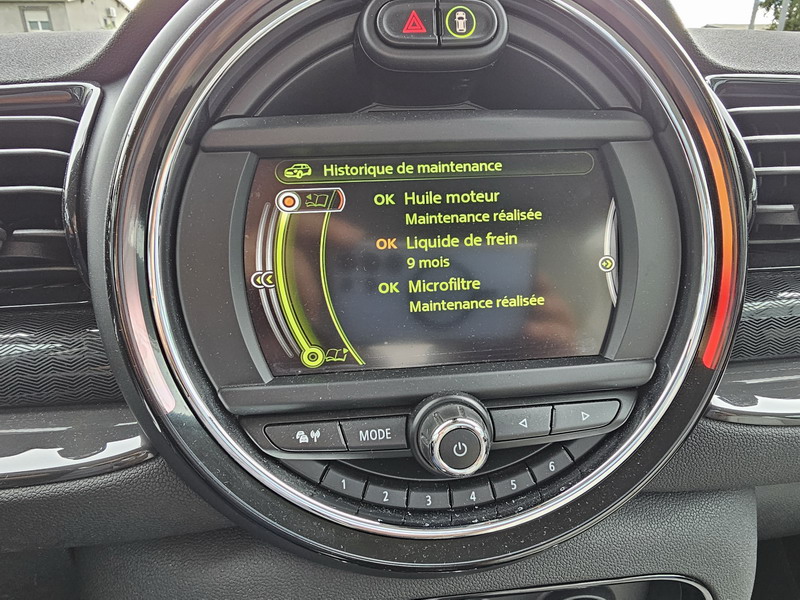 Historique de maintenance
OK Huile moteur
Maintenance réalisée
OK Liquide de frein
9 mois
OK Microfiltre
Maintenance réalisée
MODE
1 2 3 4 5 6